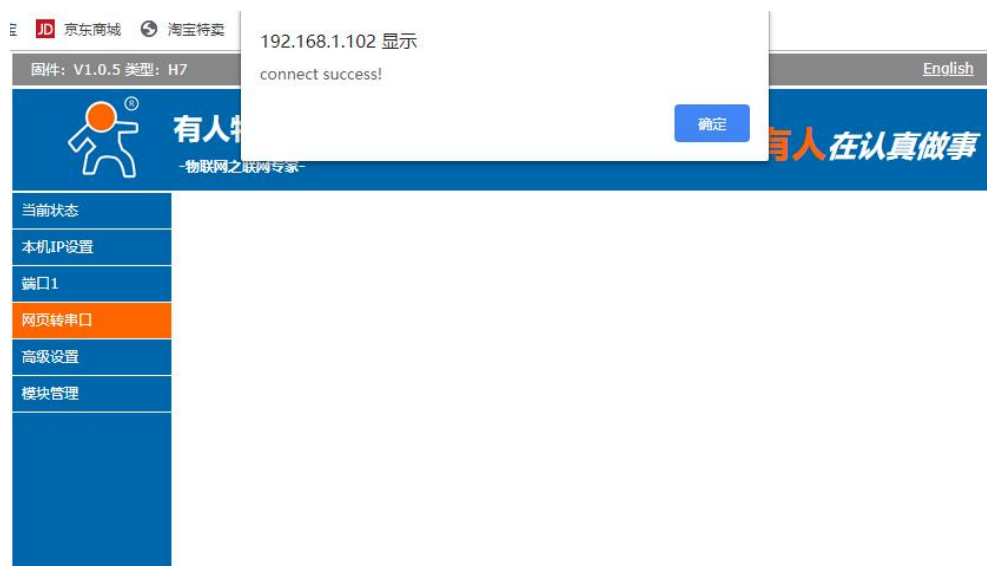 JD 京东商城 淘宝特卖
192.168.1.102 显示
connect success!
确定
固件: V1.0.5 类型: H7
English
®
有人
-物联网之联网专家-
有人在认真做事
当前状态
本机IP设置
端口1
网页转串口
高级设置
模块管理